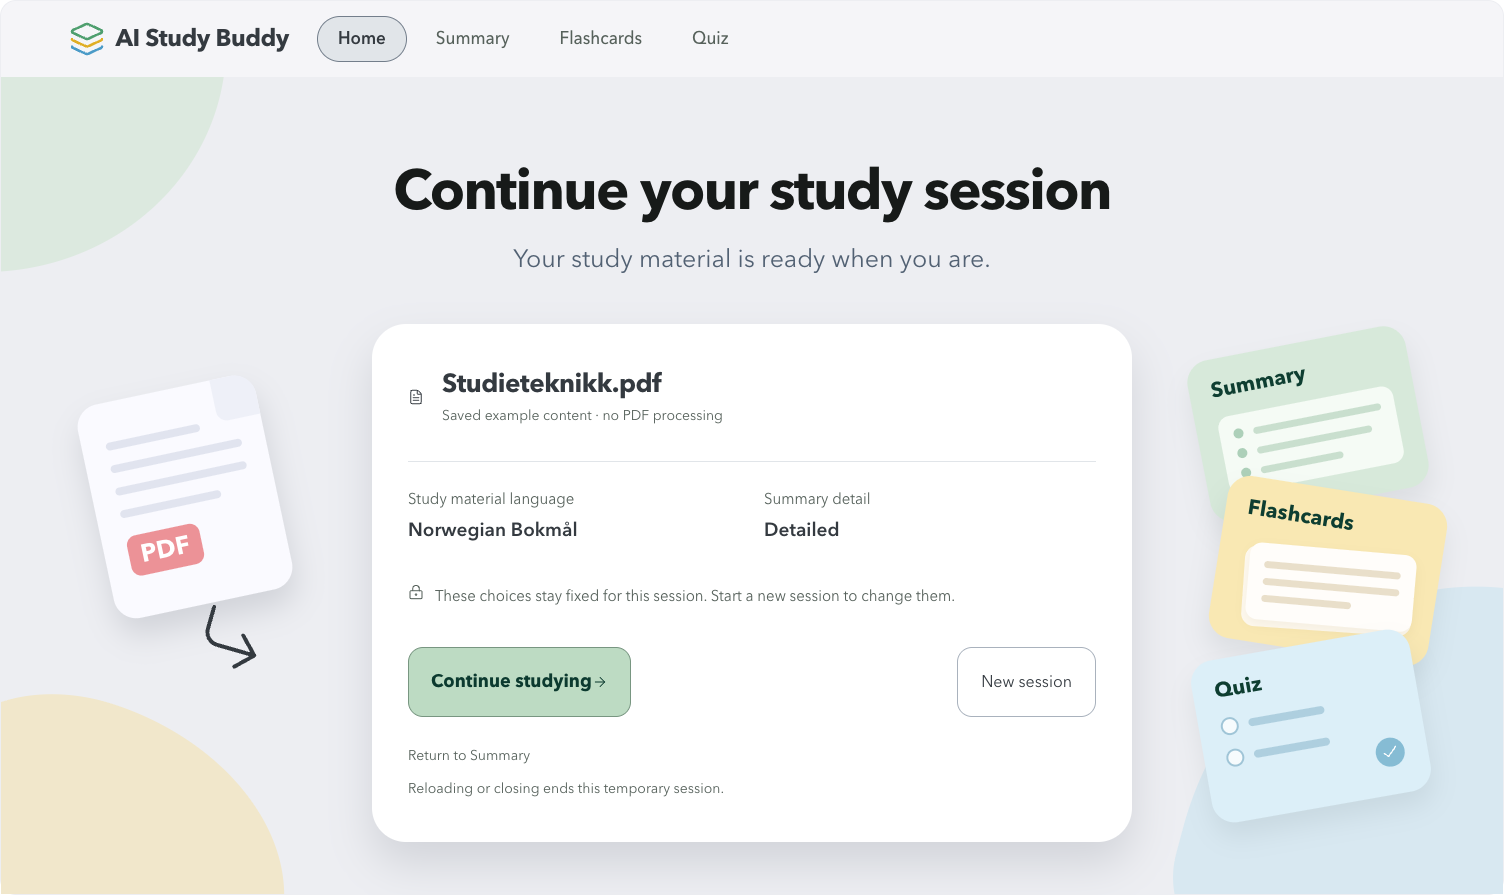 AI Study Buddy
Home
Summary
Flashcards
Quiz
Continue your study session
Your study material is ready when you are.
Studieteknikk.pdf
Saved example content · no PDF processing
Study material language
Norwegian Bokmål
Summary detail
Detailed
These choices stay fixed for this session. Start a new session to change them.
Continue studying→
New session
Return to Summary
Reloading or closing ends this temporary session.
PDF
Summary
Flashcards
Quiz